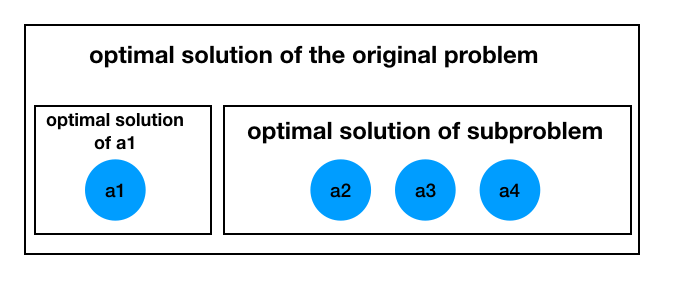 optimal solution of the original problem
optimal solution
of a1
a1
optimal solution of subproblem
a2 a3 a4